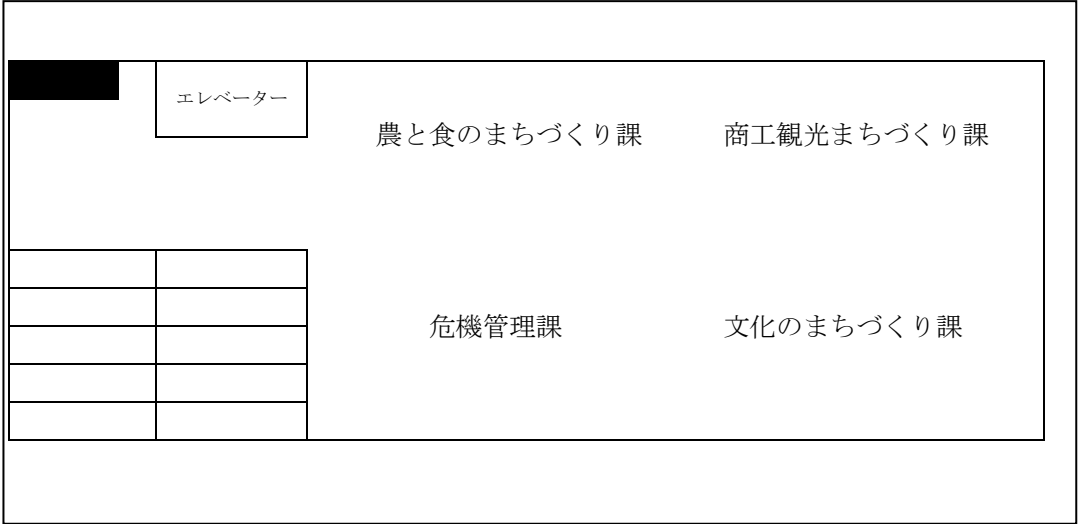 エレベーター
農と食のまちづくり課
商工観光まちづくり課
危機管理課
文化のまちづくり課